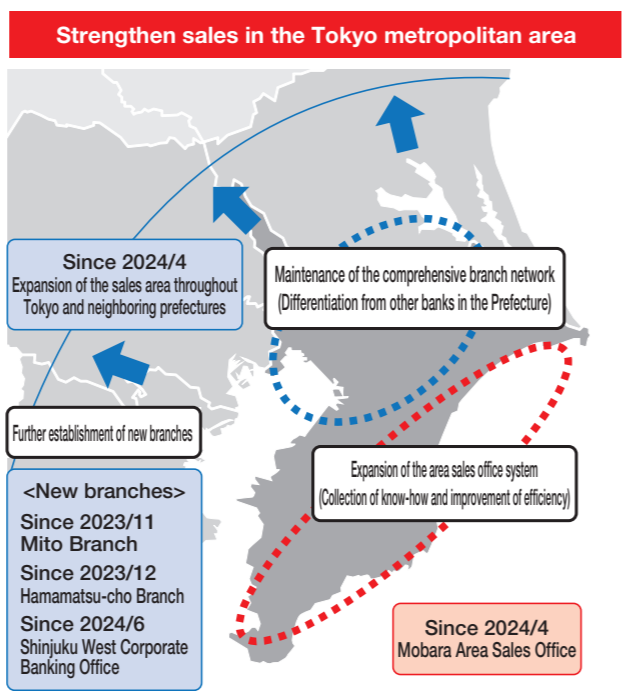 Strengthen sales in the Tokyo metropolitan area
Since 2024/4
Expansion of the sales area throughout
Tokyo and neighboring prefectures
Maintenance of the comprehensive branch network
(Differentiation from other banks in the Prefecture)
Further establishment of new branches
<New branches>
Since 2023/11
Mito Branch
Since 2023/12
Hamamatsu-cho Branch
Since 2024/6
Shinjuku West Corporate
Banking Office
Expansion of the area sales office system
(Collection of know-how and improvement of efficiency)
Since 2024/4
Mobara Area Sales Office